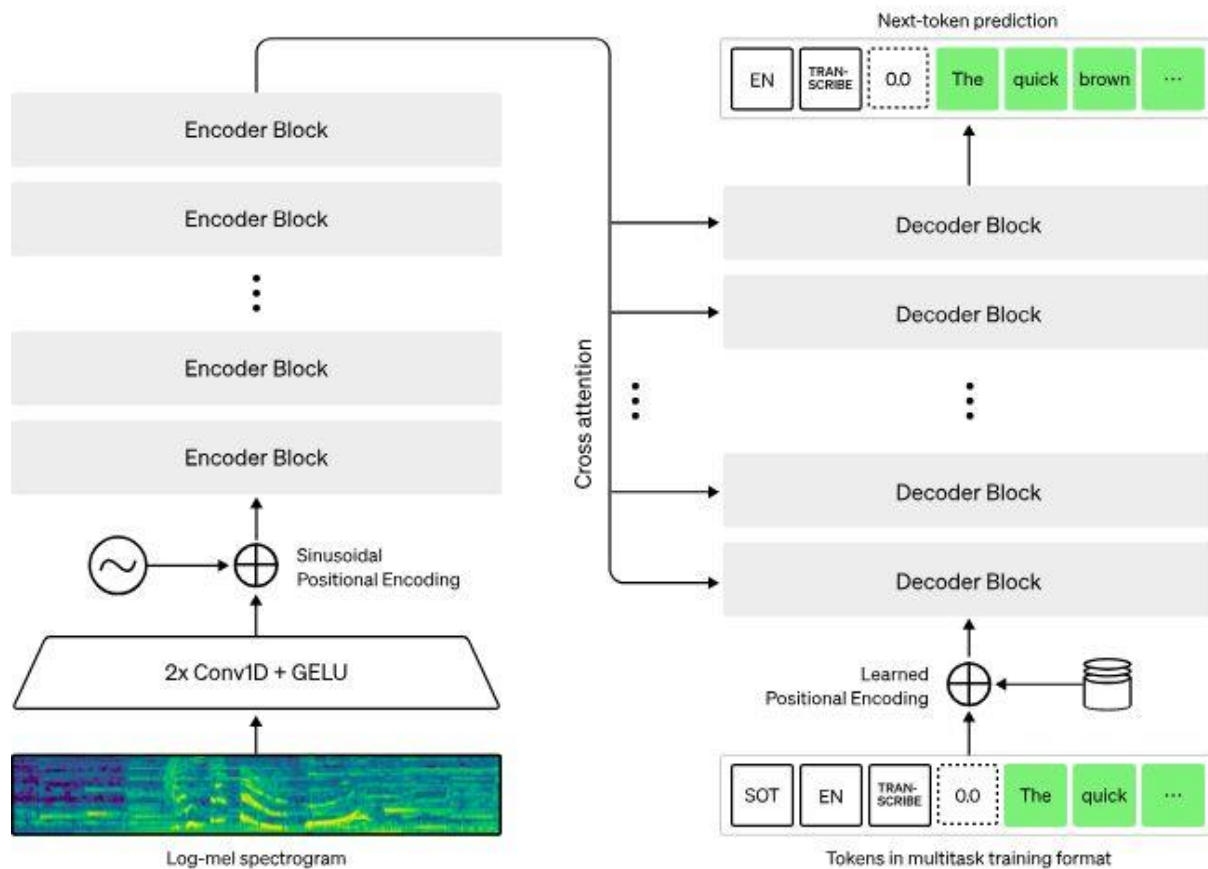 Next-token prediction
EN
TRAN-
SCRIBE
0.0
The
quick
brown
...
Encoder Block
Encoder Block
Encoder Block
Encoder Block
Sinusoidal
Positional Encoding
2x Conv1D + GELU
Log-mel spectrogram
Cross attention
Decoder Block
Decoder Block
Decoder Block
Decoder Block
Learned
Positional Encoding
SOT
EN
TRAN-
SCRIBE
0.0
The
quick
...
Tokens in multitask training format